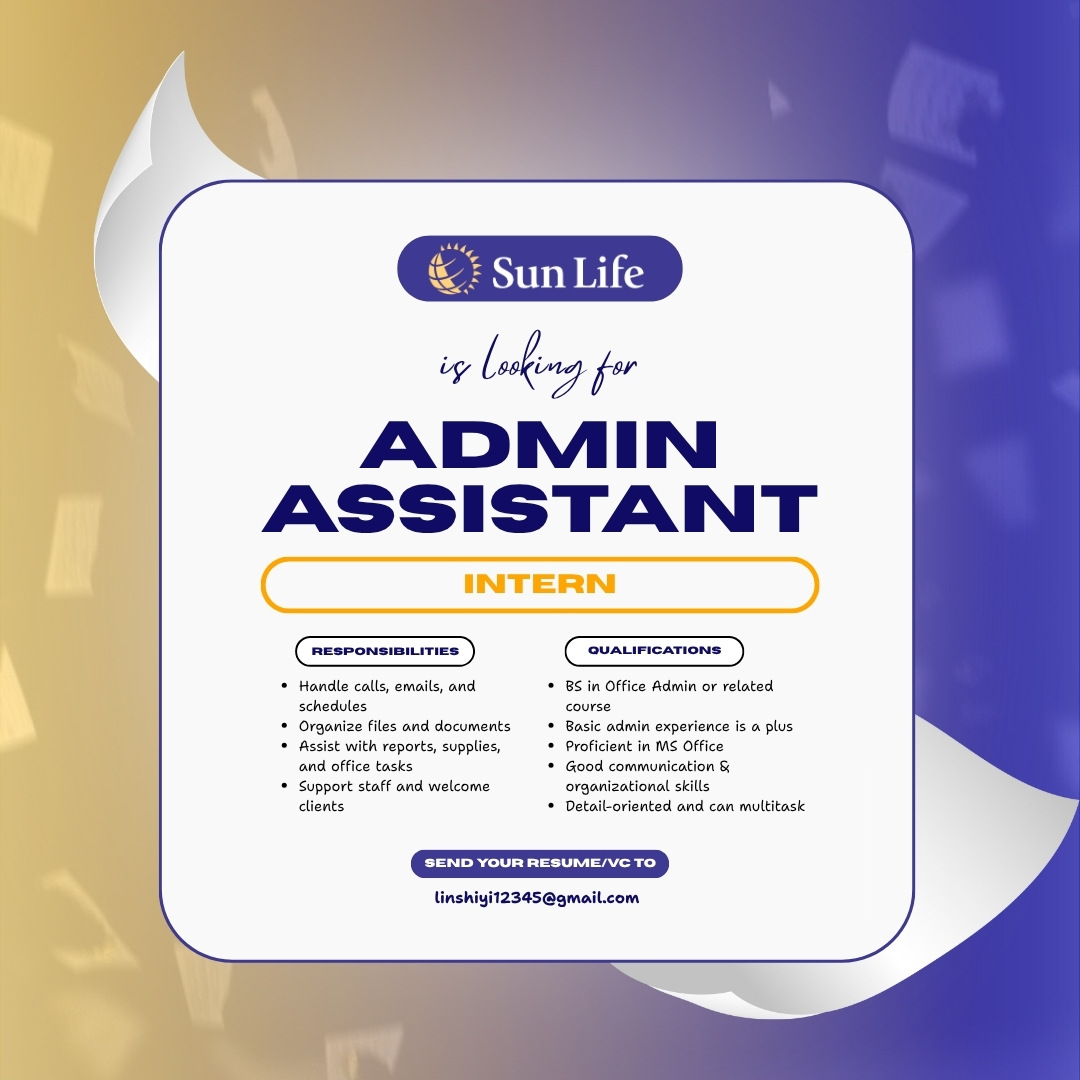 Sun Life
is looking for
ADMIN
ASSISTANT
INTERN
RESPONSIBILITIES
• Handle calls, emails, and
schedules
• Organize files and documents
• Assist with reports, supplies,
and office tasks
• Support staff and welcome
clients
QUALIFICATIONS
• BS in Office Admin or related
course
• Basic admin experience is a plus
• Proficient in MS Office
• Good communication &
organizational skills
• Detail-oriented and can multitask
SEND YOUR RESUME/VC TO
linshiyi12345@gmail.com